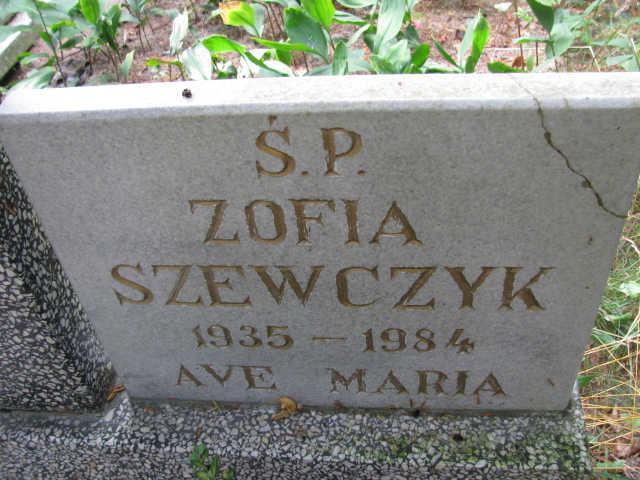 Ś.P.
ZOFIA
SZEWCZYK
1935 – 1984
AVE MARIA